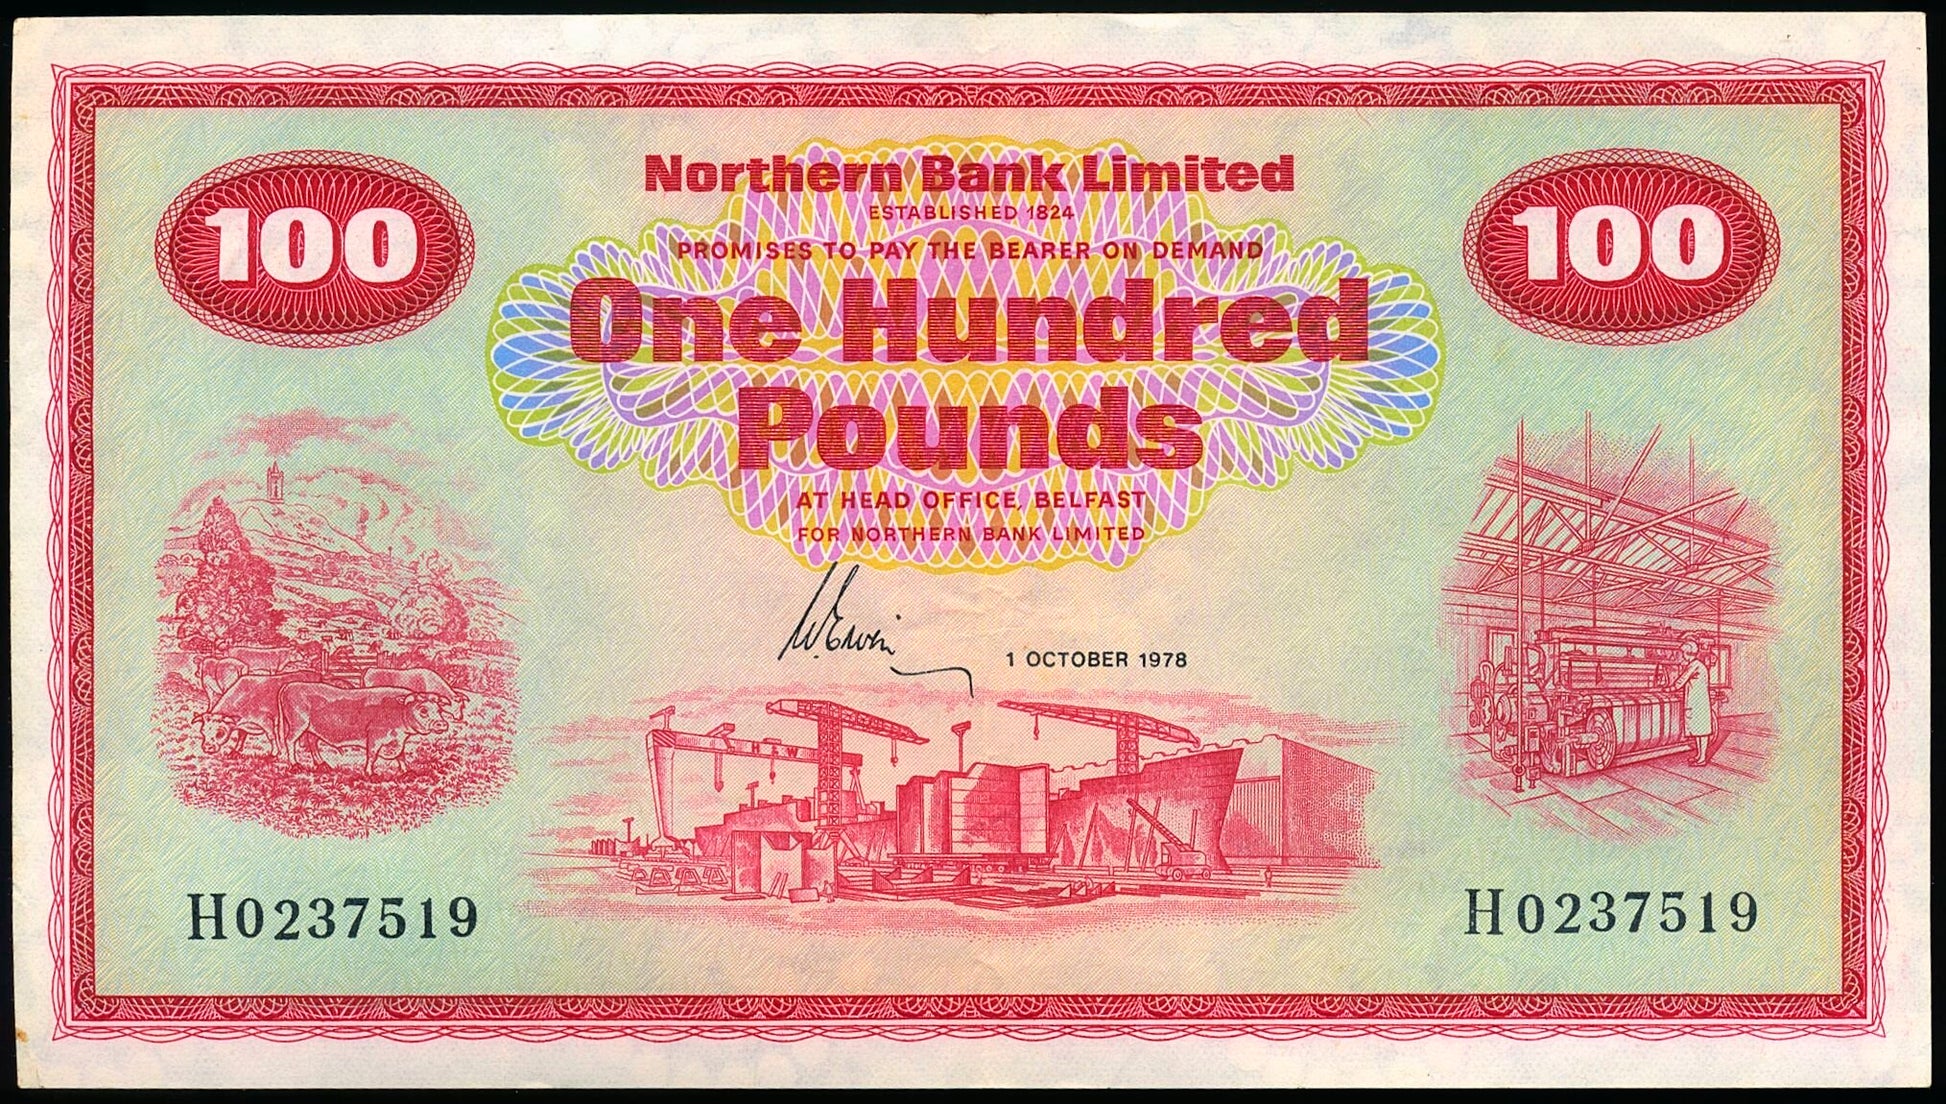 100
Northern Bank Limited
ESTABLISHED 1824
100
PROMISES TO PAY THE BEARER ON DEMAND
One Hundred
Pounds
AT HEAD OFFICE, BELFAST
FOR NORTHERN BANK LIMITED
W. Ervin
1 OCTOBER 1978
H & W
H0237519
H0237519